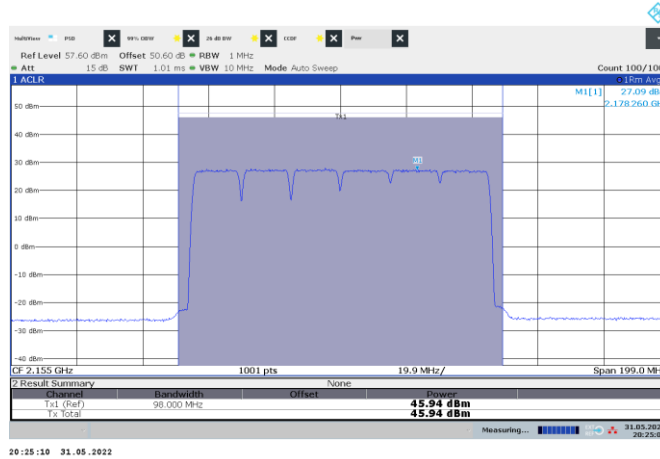 MultiView PSD X 99% OBW X 26 dB BW X CCDF X Pwr X
Ref Level 57.60 dBm Offset 50.60 dB RBW 1 MHz
Att 15 dB SWT 1.01 ms VBW 10 MHz Mode Auto Sweep Count 100/100
1 ACLR 1Rm Avg
M1[1] 27.09 dB
2.178 260 G
50 dBm
Tx1
40 dBm
30 dBm
M1
20 dBm
10 dBm
0 dBm
-10 dBm
-20 dBm
-30 dBm
-40 dBm
CF 2.155 GHz 1001 pts 19.9 MHz/ Span 199.0 MH
2 Result Summary None
Channel Bandwidth Offset Power
Tx1 (Ref) 98.000 MHz 45.94 dBm
Tx Total 45.94 dBm
Measuring... 31.05.202
20:25:0
20:25:10 31.05.2022